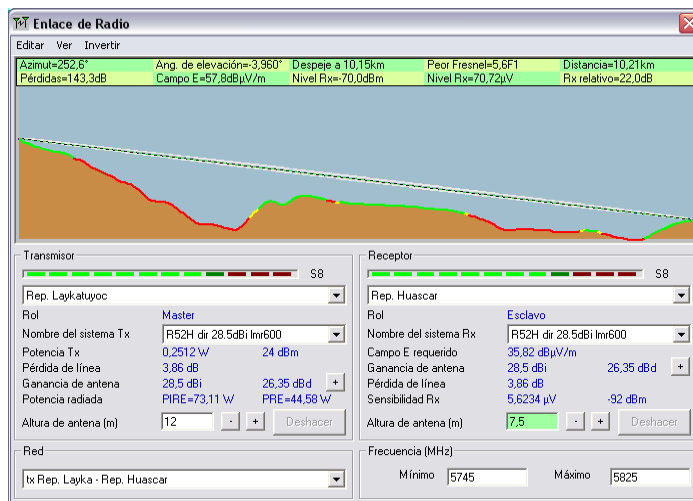 Enlace de Radio
Editar Ver Invertir
Azimut=252,6° Ang. de elevación=-3,960° Despeje a 10,15km Peor Fresnel=5,6F1 Distancia=10,21km
Pérdidas=143,3dB Campo E=57,8dBµV/m Nivel Rx=-70,0dBm Nivel Rx=70,72µV Rx relativo=22,0dB
Transmisor
S8
Rep. Laykatuyoc
Rol Master
Nombre del sistema Tx R52H dir 28.5dBi lmr600
Potencia Tx 0,2512 W 24 dBm
Pérdida de línea 3,86 dB
Ganancia de antena 28,5 dBi 26,35 dBd +
Potencia radiada PIRE=73,11 W PRE=44,58 W
Altura de antena (m) 12 - + Deshacer
Receptor
S8
Rep. Huascar
Rol Esclavo
Nombre del sistema Rx R52H dir 28.5dBi lmr600
Campo E requerido 35,82 dBµV/m
Ganancia de antena 28,5 dBi 26,35 dBd +
Pérdida de línea 3,86 dB
Sensibilidad Rx 5,6234 µV -92 dBm
Altura de antena (m) 7,5 - + Deshacer
Red
tx Rep. Layka - Rep. Huascar
Frecuencia (MHz)
Mínimo 5745 Máximo 5825